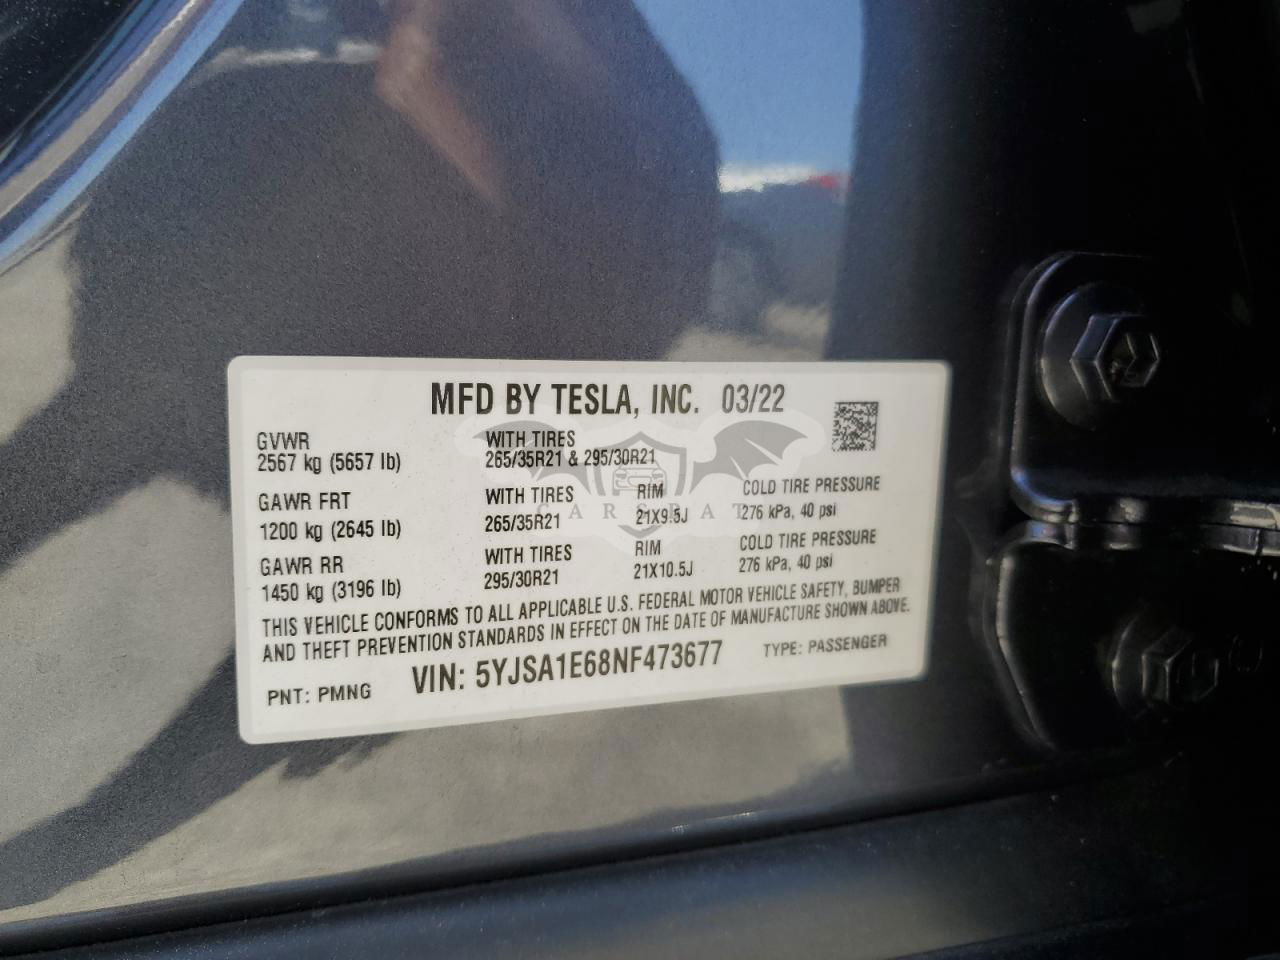 MFD BY TESLA, INC. 03/22
GVWR
2567 kg (5657 lb)
WITH TIRES
265/35R21 & 295/30R21
GAWR FRT
1200 kg (2645 lb)
WITH TIRES
265/35R21
RIM
21X9.5J
COLD TIRE PRESSURE
276 kPa, 40 psi
GAWR RR
1450 kg (3196 lb)
WITH TIRES
295/30R21
RIM
21X10.5J
COLD TIRE PRESSURE
276 kPa, 40 psi
THIS VEHICLE CONFORMS TO ALL APPLICABLE U.S. FEDERAL MOTOR VEHICLE SAFETY, BUMPER
AND THEFT PREVENTION STANDARDS IN EFFECT ON THE DATE OF MANUFACTURE SHOWN ABOVE.
PNT: PMNG
VIN: 5YJSA1E68NF473677
TYPE: PASSENGER